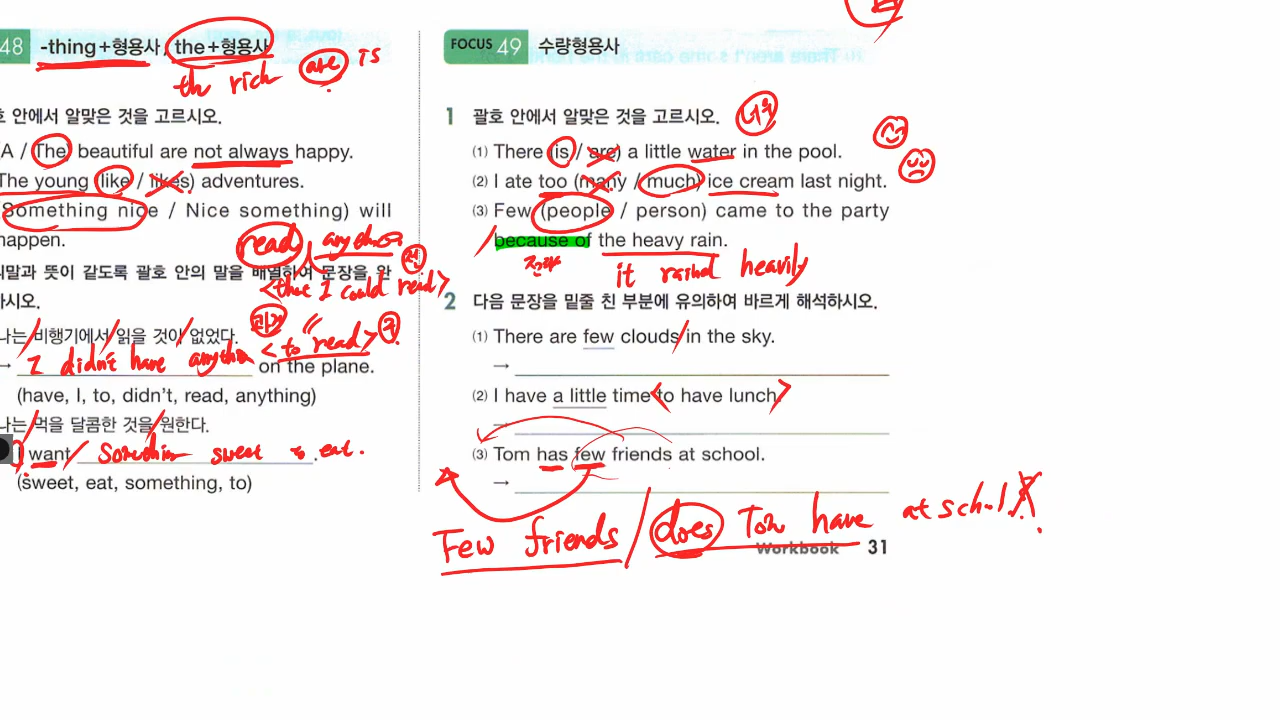 48 -thing+형용사, the+형용사
the rich are is
호 안에서 알맞은 것을 고르시오.
A / The) beautiful are not always happy.
The young (like / likes) adventures.
Something nice / Nice something) will
happen.
read anything
의말과 뜻이 같도록 괄호 안의 말을 배열하여 문장을 완
하시오.
<that I could read>
나는 비행기에서 읽을 것이 없었다.
<to "read>
→ I didn't have anything on the plane.
(have, I, to, didn't, read, anything)
나는 먹을 달콤한 것을 원한다.
I want something sweet to eat.
(sweet, eat, something, to)
FOCUS 49 수량형용사
1 괄호 안에서 알맞은 것을 고르시오.
너무
(1) There (is / are) a little water in the pool.
(2) I ate too (many / much) ice cream last night.
(3) Few (people / person) came to the party
because of the heavy rain.
it rained heavily
2 다음 문장을 밑줄 친 부분에 유의하여 바르게 해석하시오.
(1) There are few clouds in the sky.
→
(2) I have a little time <to have lunch>
→
(3) Tom has few friends at school.
→
Few friends / does Tom have at school
Workbook 31